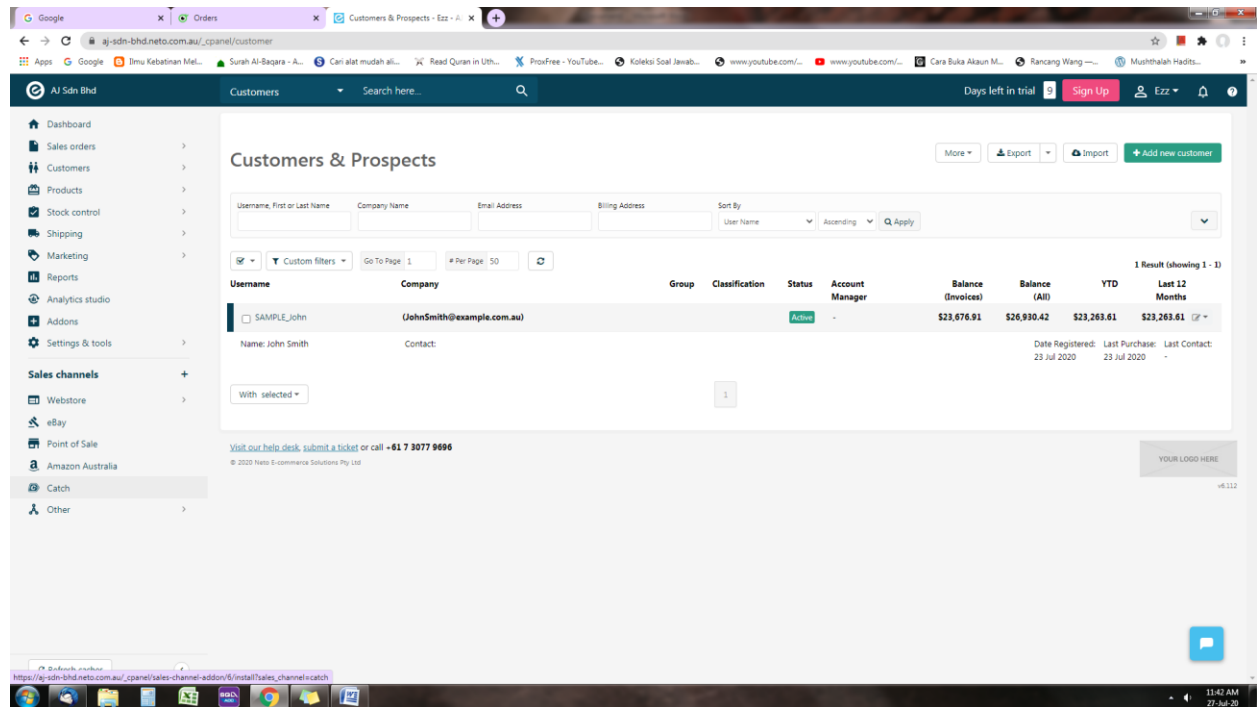 Google
Orders
Customers & Prospects - Ezz - A
aj-sdn-bhd.neto.com.au/_cpanel/customer
Apps Google Ilmu Kebatinan Mel... Surah Al-Baqara - A... Cari alat mudah ali... Read Quran in Uth... ProxFree - YouTube... Koleksi Soal Jawab... www.youtube.com/... www.youtube.com/... Cara Buka Akaun M... Rancang Wang —... Mushthalah Hadits... »
AJ Sdn Bhd Customers Search here... Days left in trial 9 Sign Up Ezz
Dashboard
Sales orders
Customers
Products
Stock control
Shipping
Marketing
Reports
Analytics studio
Addons
Settings & tools
Sales channels +
Webstore
eBay
Point of Sale
Amazon Australia
Catch
Other
Customers & Prospects
More Export Import + Add new customer
Username, First or Last Name Company Name Email Address Billing Address Sort By
User Name Ascending Apply
Custom filters Go To Page 1 # Per Page 50
1 Result (showing 1 - 1)
Username Company Group Classification Status Account Manager Balance (Invoices) Balance (All) YTD Last 12 Months
SAMPLE_John (JohnSmith@example.com.au) Active - $23,676.91 $26,930.42 $23,263.61 $23,263.61
Name: John Smith Contact: Date Registered: Last Purchase: Last Contact:
23 Jul 2020 23 Jul 2020 -
With selected 1
Visit our help desk, submit a ticket or call +61 7 3077 9696
© 2020 Neto E-commerce Solutions Pty Ltd
YOUR LOGO HERE
v6.112
https://aj-sdn-bhd.neto.com.au/_cpanel/sales-channel-addon/6/install?sales_channel=catch
11:42 AM
27-Jul-20